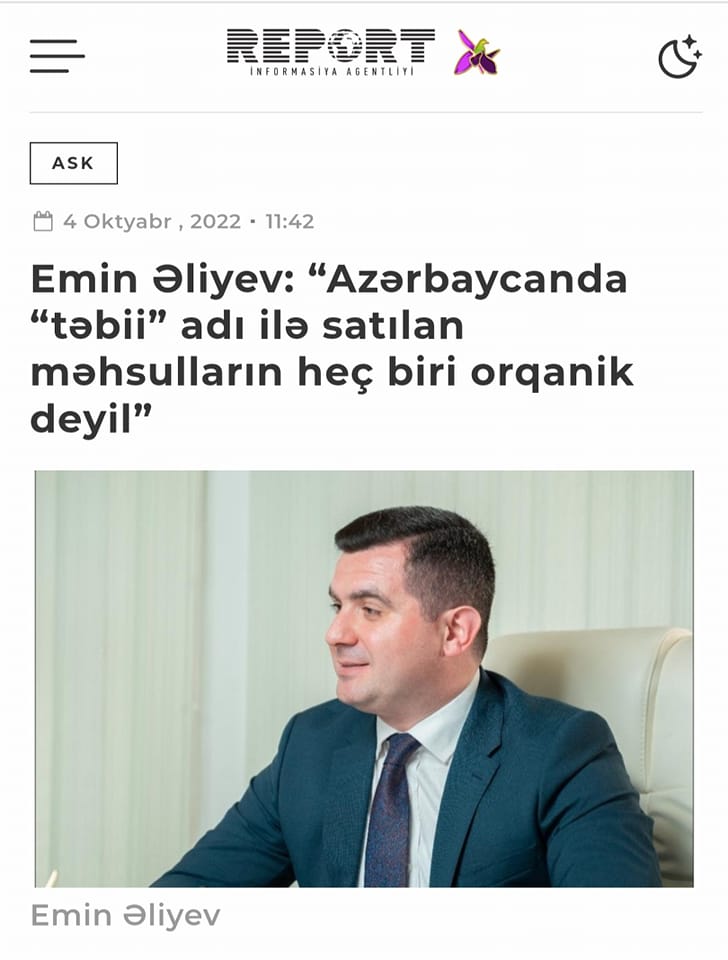 REPORT
İNFORMASİYA AGENTLİYİ
ASK
4 Oktyabr , 2022 • 11:42
Emin Əliyev: “Azərbaycanda
“təbii” adı ilə satılan
məhsulların heç biri orqanik
deyil”
Emin Əliyev